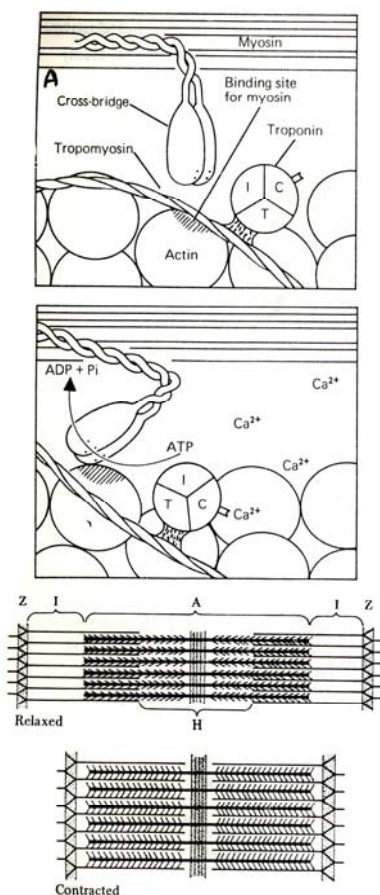 Myosin
A
Binding site
for myosin
Cross-bridge
Troponin
Tropomyosin
I C
T
Actin
ADP + Pi
Ca²⁺
Ca²⁺
ATP
Ca²⁺
I
T C
Ca²⁺
Z I A I Z
Relaxed
H
Contracted